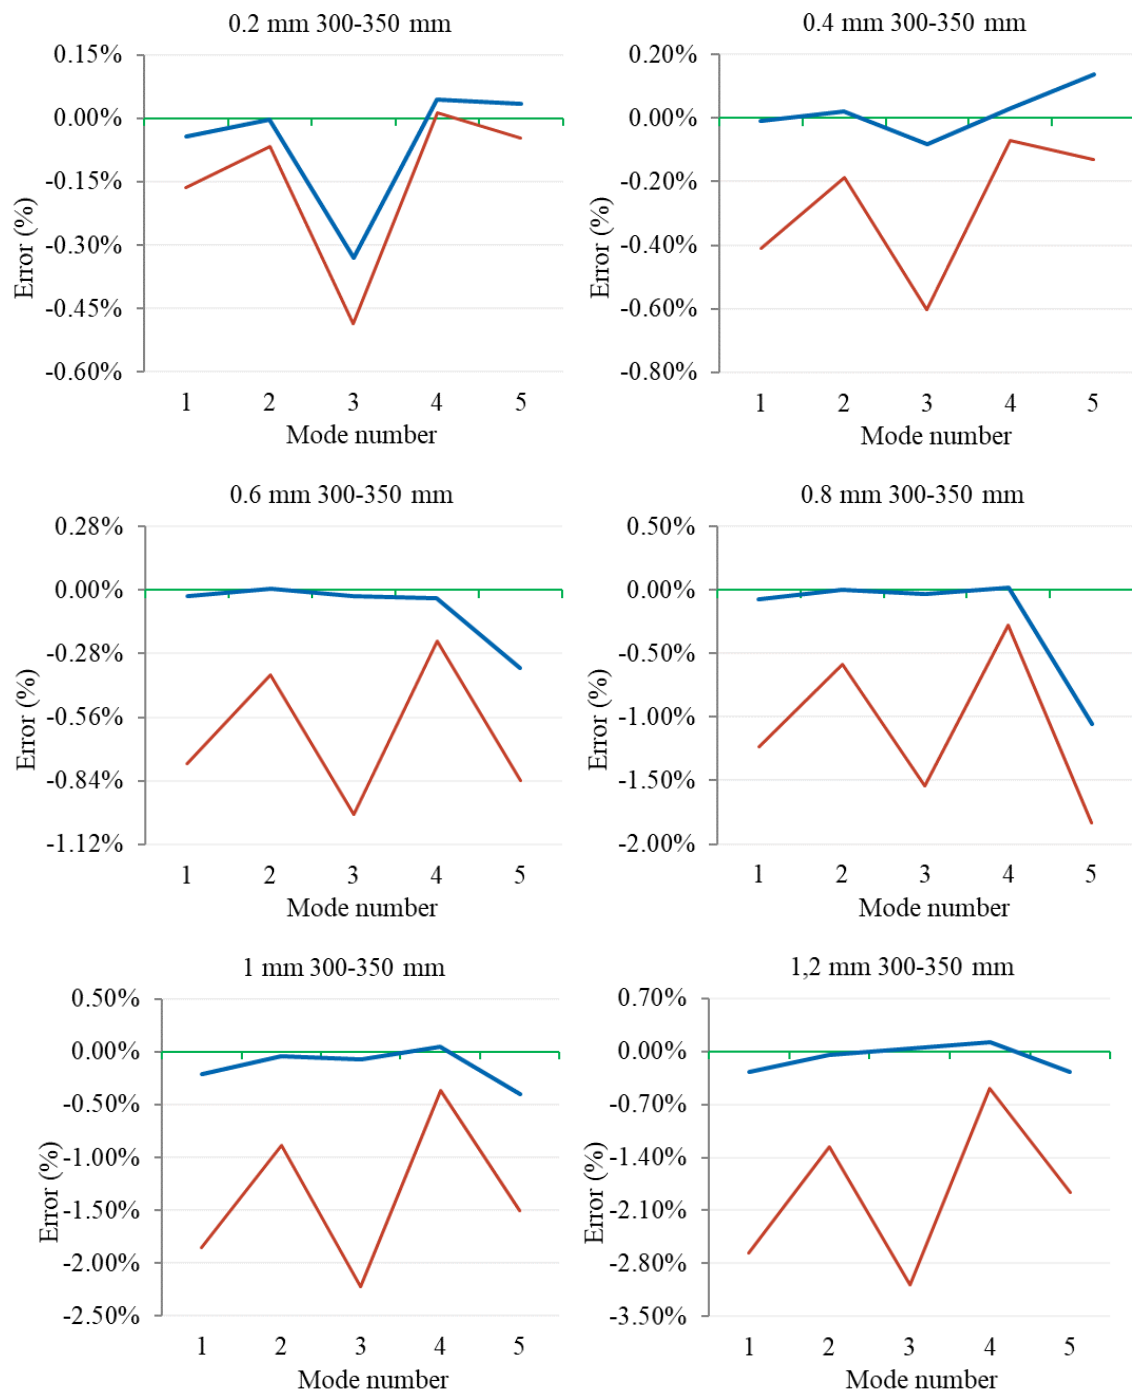 0.2 mm 300-350 mm
0.15%
0.00%
-0.15%
-0.30%
-0.45%
-0.60%
Error (%)
1 2 3 4 5
Mode number
0.4 mm 300-350 mm
0.20%
0.00%
-0.20%
-0.40%
-0.60%
-0.80%
Error (%)
1 2 3 4 5
Mode number
0.6 mm 300-350 mm
0.28%
0.00%
-0.28%
-0.56%
-0.84%
-1.12%
Error (%)
1 2 3 4 5
Mode number
0.8 mm 300-350 mm
0.50%
0.00%
-0.50%
-1.00%
-1.50%
-2.00%
Error (%)
1 2 3 4 5
Mode number
1 mm 300-350 mm
0.50%
0.00%
-0.50%
-1.00%
-1.50%
-2.00%
-2.50%
Error (%)
1 2 3 4 5
Mode number
1,2 mm 300-350 mm
0.70%
0.00%
-0.70%
-1.40%
-2.10%
-2.80%
-3.50%
Error (%)
1 2 3 4 5
Mode number